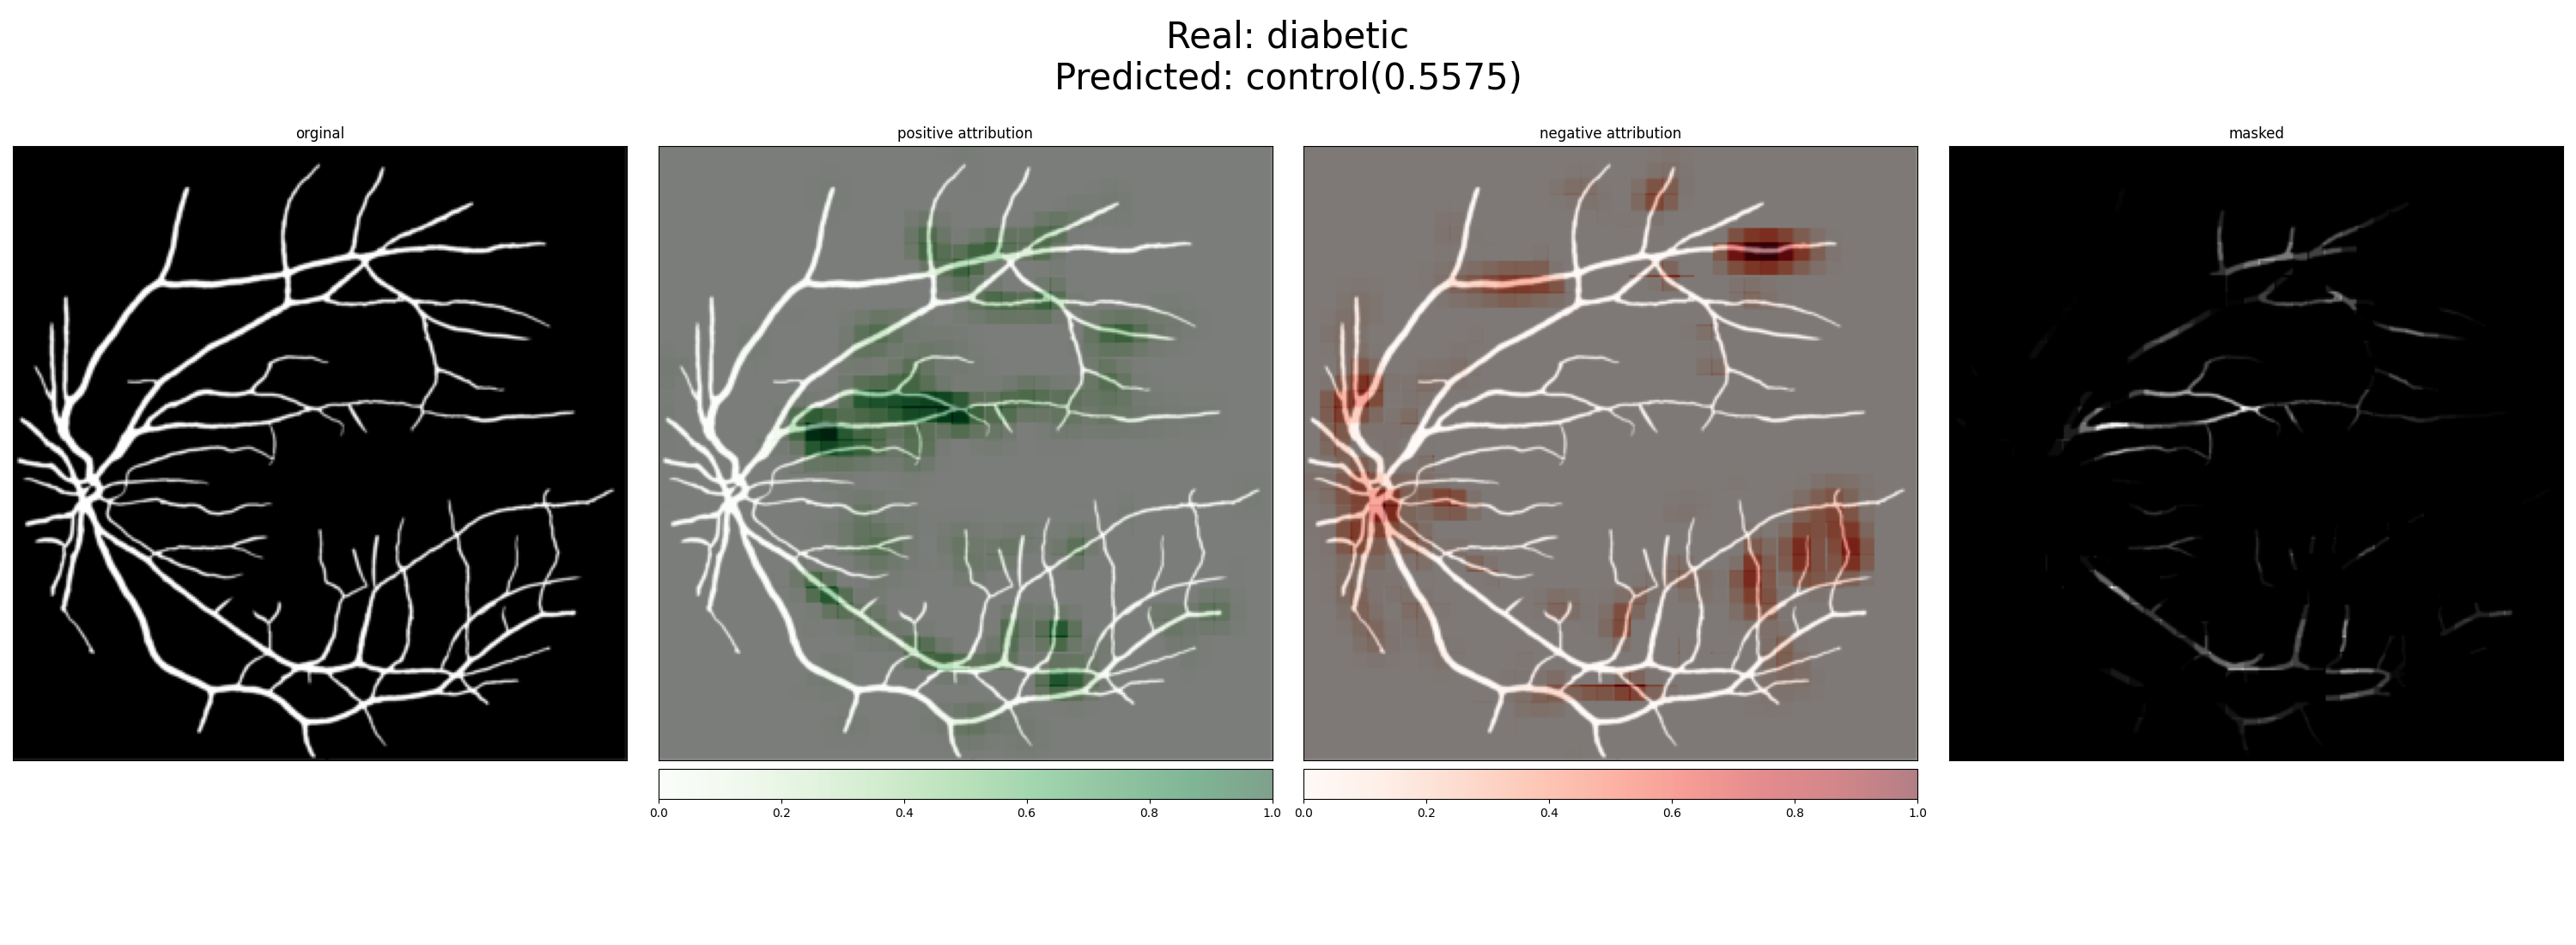 Real: diabetic
Predicted: control(0.5575)
orginal
positive attribution
negative attribution
masked
0.0 0.2 0.4 0.6 0.8 1.0
0.0 0.2 0.4 0.6 0.8 1.0